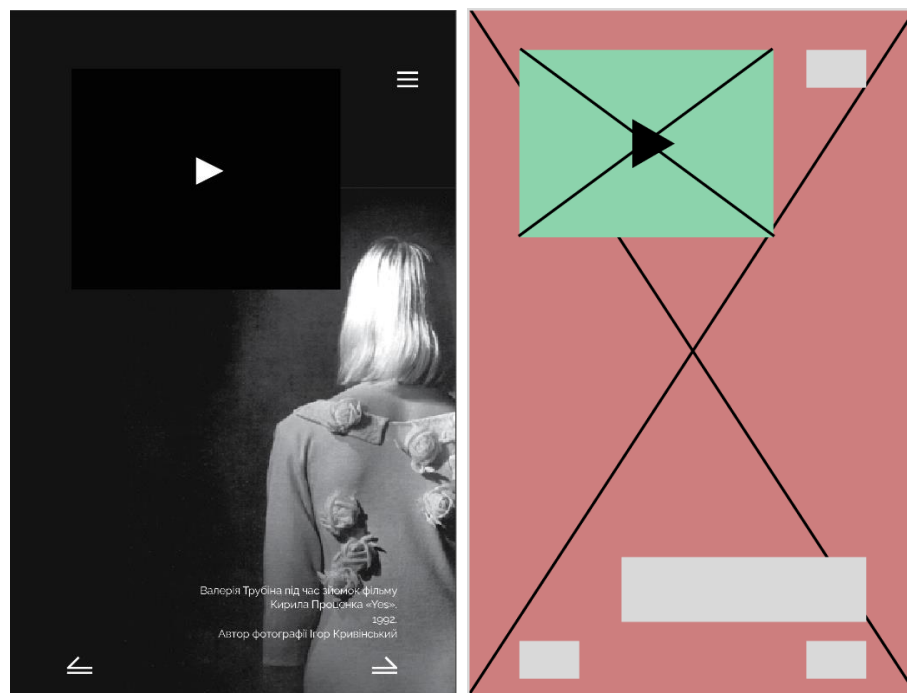 Валерія Трубіна під час зйомок фільму
Кирила Проценка «Yes».
1992.
Автор фотографії Ігор Кривінський